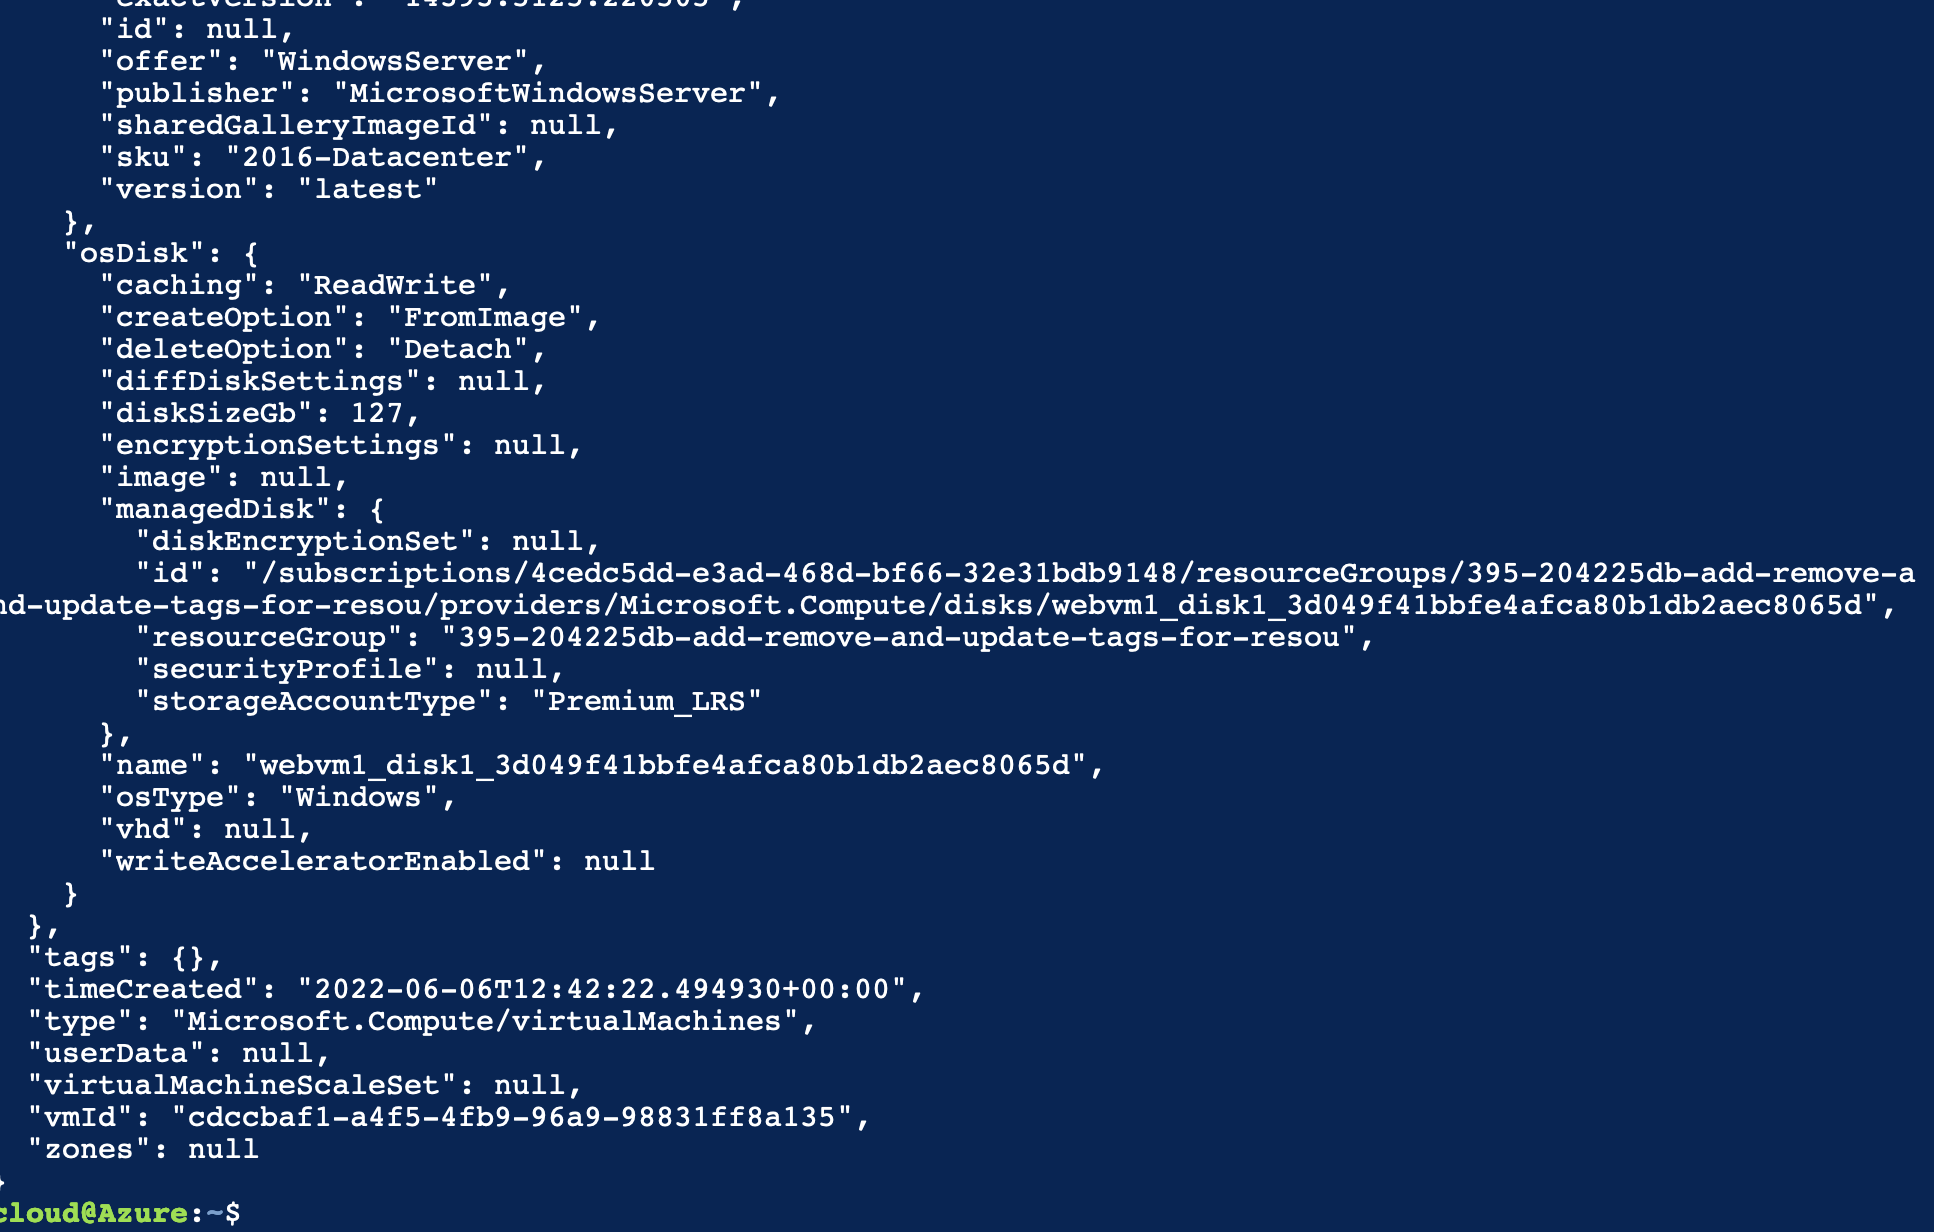 "id": null,
"offer": "WindowsServer",
"publisher": "MicrosoftWindowsServer",
"sharedGalleryImageId": null,
"sku": "2016-Datacenter",
"version": "latest"
},
"osDisk": {
"caching": "ReadWrite",
"createOption": "FromImage",
"deleteOption": "Detach",
"diffDiskSettings": null,
"diskSizeGb": 127,
"encryptionSettings": null,
"image": null,
"managedDisk": {
"diskEncryptionSet": null,
"id": "/subscriptions/4cedc5dd-e3ad-468d-bf66-32e31bdb9148/resourceGroups/395-204225db-add-remove-a
nd-update-tags-for-resou/providers/Microsoft.Compute/disks/webvm1_disk1_3d049f41bbfe4afca80b1db2aec8065d",
"resourceGroup": "395-204225db-add-remove-and-update-tags-for-resou",
"securityProfile": null,
"storageAccountType": "Premium_LRS"
},
"name": "webvm1_disk1_3d049f41bbfe4afca80b1db2aec8065d",
"osType": "Windows",
"vhd": null,
"writeAcceleratorEnabled": null
}
},
"tags": {},
"timeCreated": "2022-06-06T12:42:22.494930+00:00",
"type": "Microsoft.Compute/virtualMachines",
"userData": null,
"virtualMachineScaleSet": null,
"vmId": "cdccbaf1-a4f5-4fb9-96a9-98831ff8a135",
"zones": null
}
cloud@Azure:~$